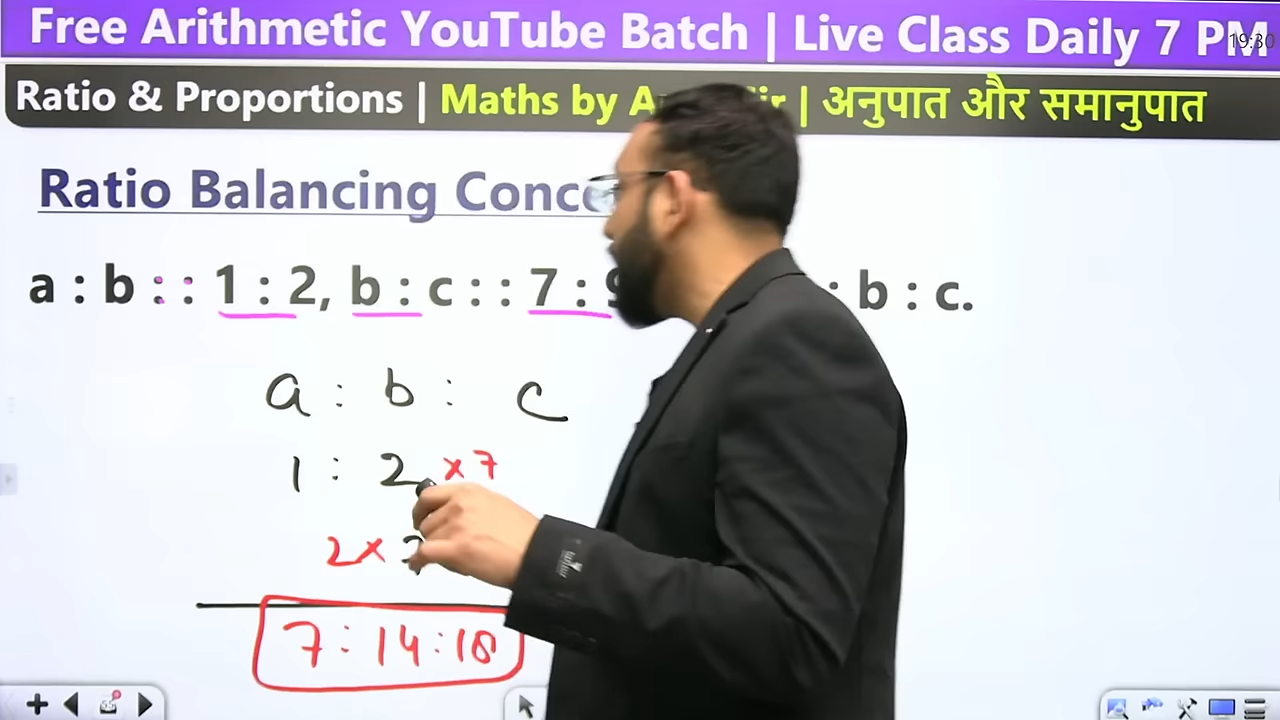 Free Arithmetic YouTube Batch | Live Class Daily 7 PM
19:30
Ratio & Proportions | Maths by | अनुपात और समानुपात
Ratio Balancing
a : b : : 1 : 2, b : c : : 7 : : b : c.
a : b : c
1 : 2 × 7
2 ×
7 : 14 : 18